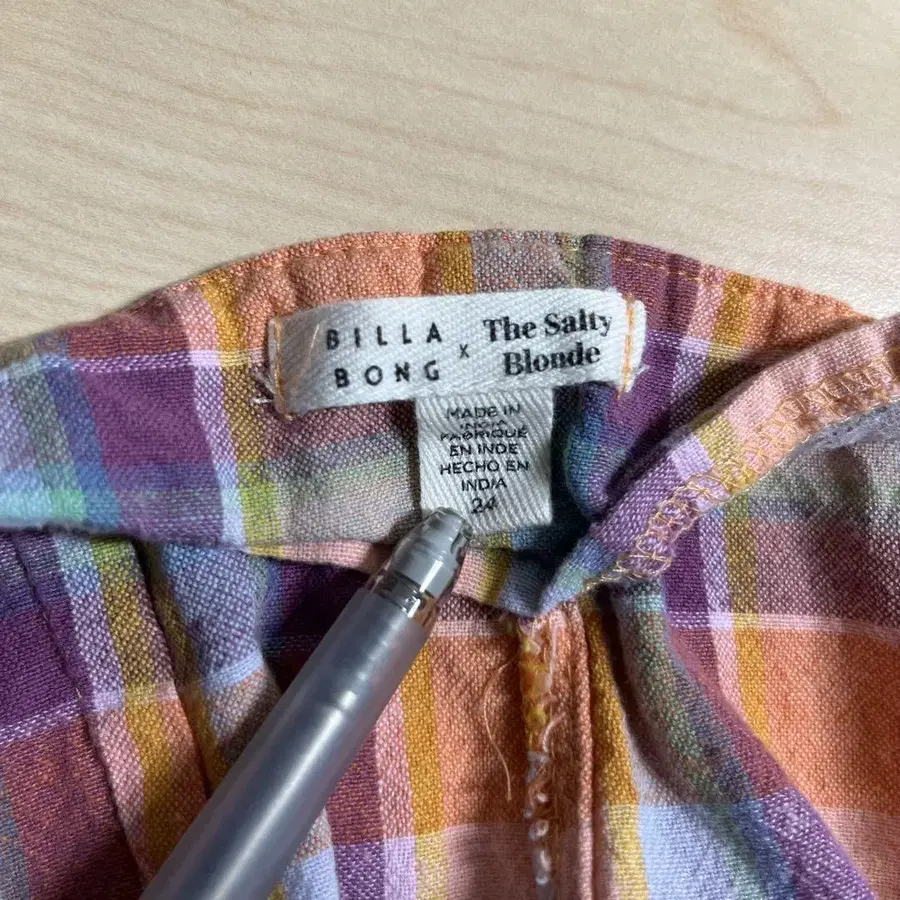 BILLA
BONG
x
The Salty
Blonde
MADE IN
INDIA
FABRIQUÉ
EN INDE
HECHO EN
INDIA
24